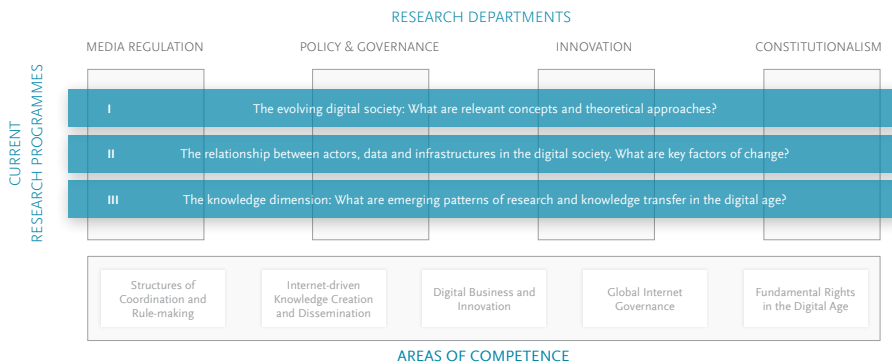 RESEARCH DEPARTMENTS
MEDIA REGULATION
POLICY & GOVERNANCE
INNOVATION
CONSTITUTIONALISM
CURRENT
RESEARCH PROGRAMMES
I The evolving digital society: What are relevant concepts and theoretical approaches?
II The relationship between actors, data and infrastructures in the digital society. What are key factors of change?
III The knowledge dimension: What are emerging patterns of research and knowledge transfer in the digital age?
Structures of
Coordination and
Rule-making
Internet-driven
Knowledge Creation
and Dissemination
Digital Business and
Innovation
Global Internet
Governance
Fundamental Rights
in the Digital Age
AREAS OF COMPETENCE